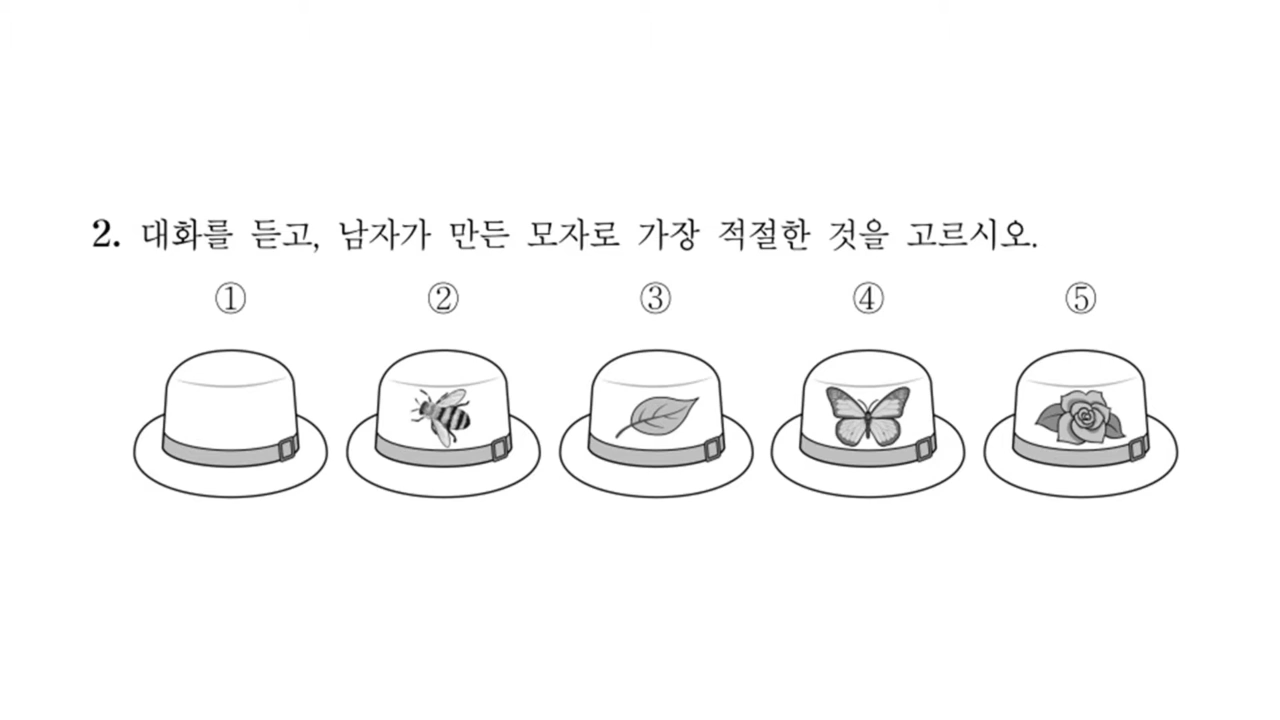 2. 대화를 듣고, 남자가 만든 모자로 가장 적절한 것을 고르시오.
① ② ③ ④ ⑤